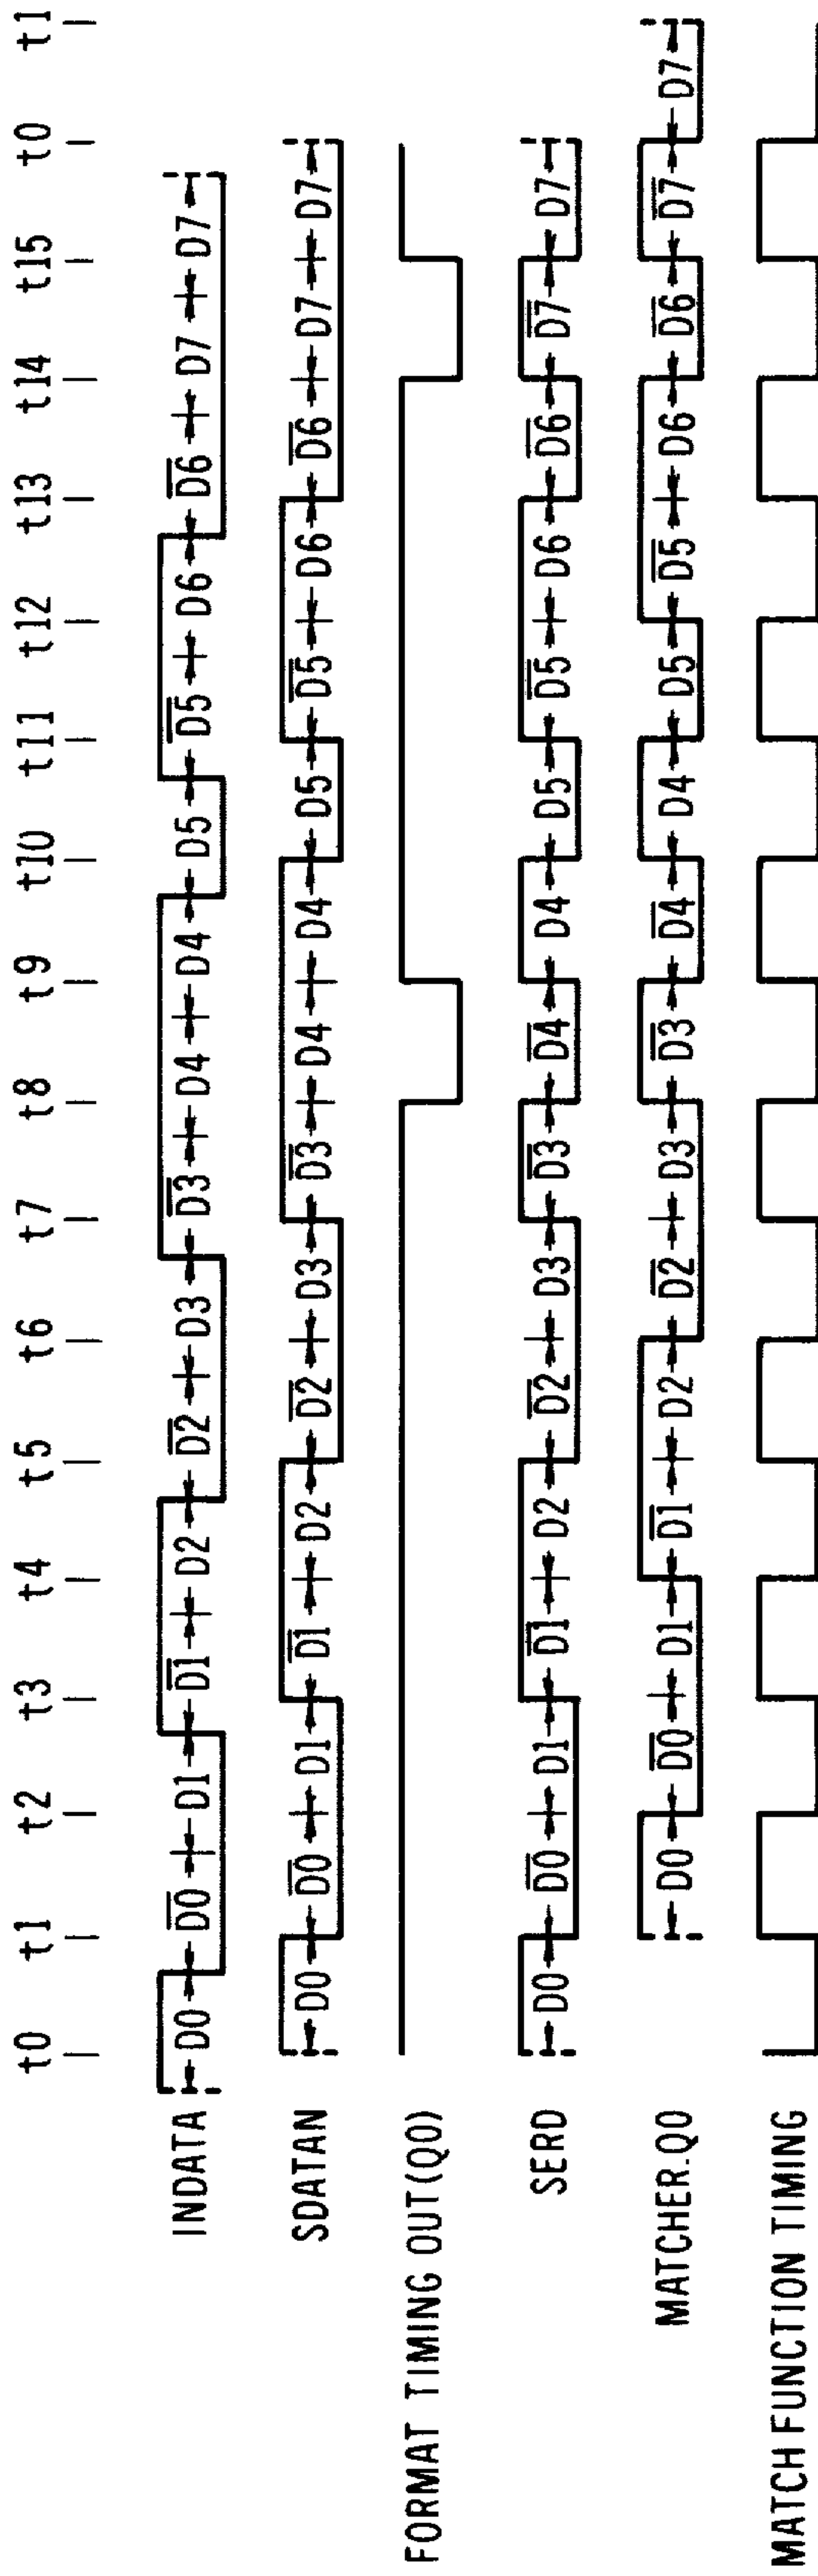 t0 t1 t2 t3 t4 t5 t6 t7 t8 t9 t10 t11 t12 t13 t14 t15 t0 t1
INDATA D0 D̅0̅ D1 D̅1̅ D2 D̅2̅ D3 D̅3̅ D4 D4 D5 D̅5̅ D6 D̅6̅ D7 D7
SDATAN D0 D̅0̅ D1 D̅1̅ D2 D̅2̅ D3 D̅3̅ D4 D4 D5 D̅5̅ D6 D̅6̅ D7 D7
FORMAT TIMING OUT(Q0)
SERD D0 D̅0̅ D1 D̅1̅ D2 D̅2̅ D3 D̅3̅ D̅4̅ D4 D5 D̅5̅ D6 D̅6̅ D̅7̅ D7
MATCHER.Q0 D0 D̅0̅ D1 D̅1̅ D2 D̅2̅ D3 D̅3̅ D̅4̅ D4 D5 D̅5̅ D6 D̅6̅ D̅7̅ D7
MATCH FUNCTION TIMING